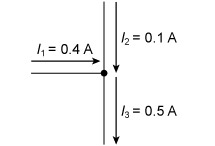 I₂ = 0.1 A
I₁ = 0.4 A
I₃ = 0.5 A